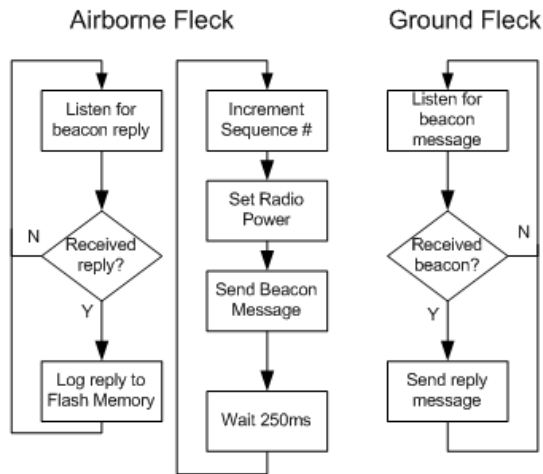 Airborne Fleck
Ground Fleck
Listen for
beacon reply
N
Received
reply?
Y
Log reply to
Flash Memory
Increment
Sequence #
Set Radio
Power
Send Beacon
Message
Wait 250ms
Listen for
beacon
message
N
Received
beacon?
Y
Send reply
message